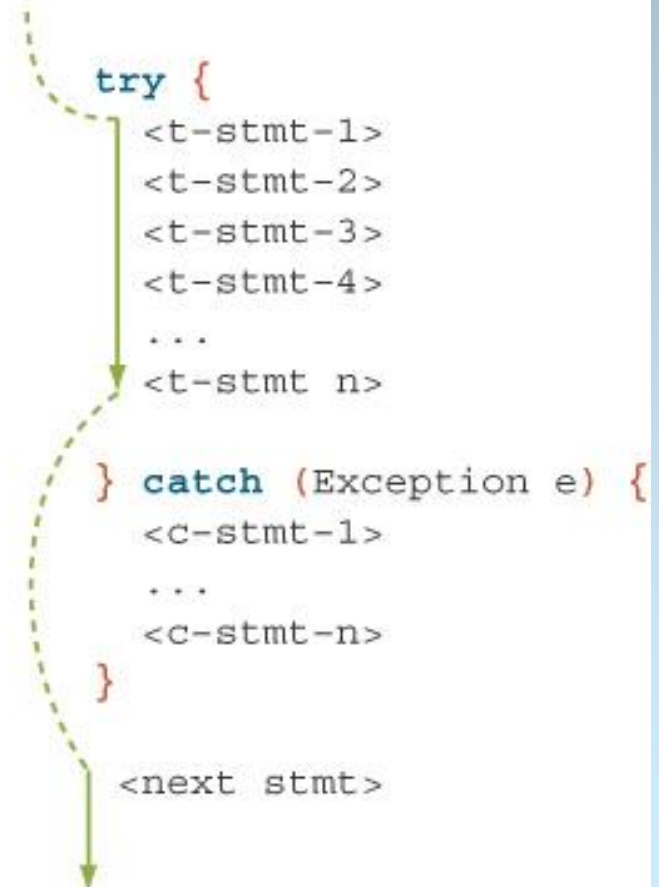 try {
<t-stmt-1>
<t-stmt-2>
<t-stmt-3>
<t-stmt-4>
...
<t-stmt n>
} catch (Exception e) {
<c-stmt-1>
...
<c-stmt-n>
}
<next stmt>